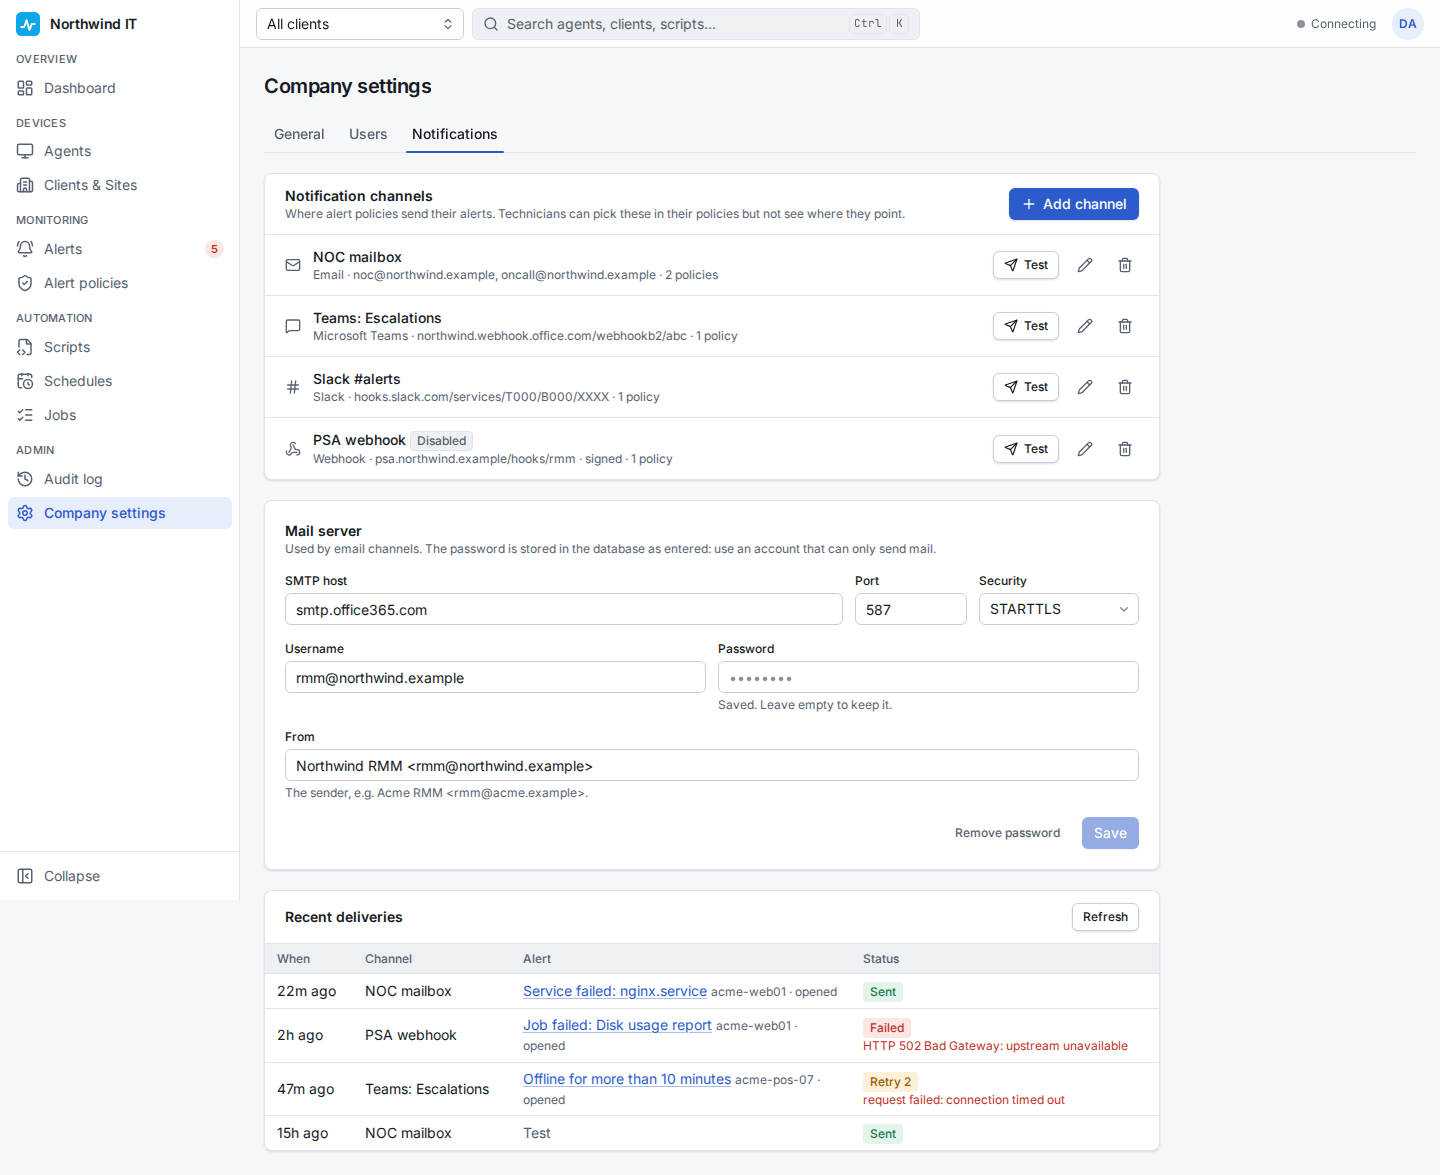 Northwind IT
All clients
Search agents, clients, scripts...
Ctrl K
Connecting
DA
OVERVIEW
Dashboard
DEVICES
Agents
Clients & Sites
MONITORING
Alerts
5
Alert policies
AUTOMATION
Scripts
Schedules
Jobs
ADMIN
Audit log
Company settings
Collapse
Company settings
General
Users
Notifications
Notification channels
Where alert policies send their alerts. Technicians can pick these in their policies but not see where they point.
Add channel
NOC mailbox
Email · noc@northwind.example, oncall@northwind.example · 2 policies
Test
Teams: Escalations
Microsoft Teams · northwind.webhook.office.com/webhookb2/abc · 1 policy
Test
Slack #alerts
Slack · hooks.slack.com/services/T000/B000/XXXX · 1 policy
Test
PSA webhook Disabled
Webhook · psa.northwind.example/hooks/rmm · signed · 1 policy
Test
Mail server
Used by email channels. The password is stored in the database as entered: use an account that can only send mail.
SMTP host
smtp.office365.com
Port
587
Security
STARTTLS
Username
rmm@northwind.example
Password
••••••••
Saved. Leave empty to keep it.
From
Northwind RMM <rmm@northwind.example>
The sender, e.g. Acme RMM <rmm@acme.example>.
Remove password
Save
Recent deliveries
Refresh
When Channel Alert Status
22m ago NOC mailbox Service failed: nginx.service acme-web01 · opened Sent
2h ago PSA webhook Job failed: Disk usage report acme-web01 ·
opened
Failed
HTTP 502 Bad Gateway: upstream unavailable
47m ago Teams: Escalations Offline for more than 10 minutes acme-pos-07 ·
opened
Retry 2
request failed: connection timed out
15h ago NOC mailbox Test Sent